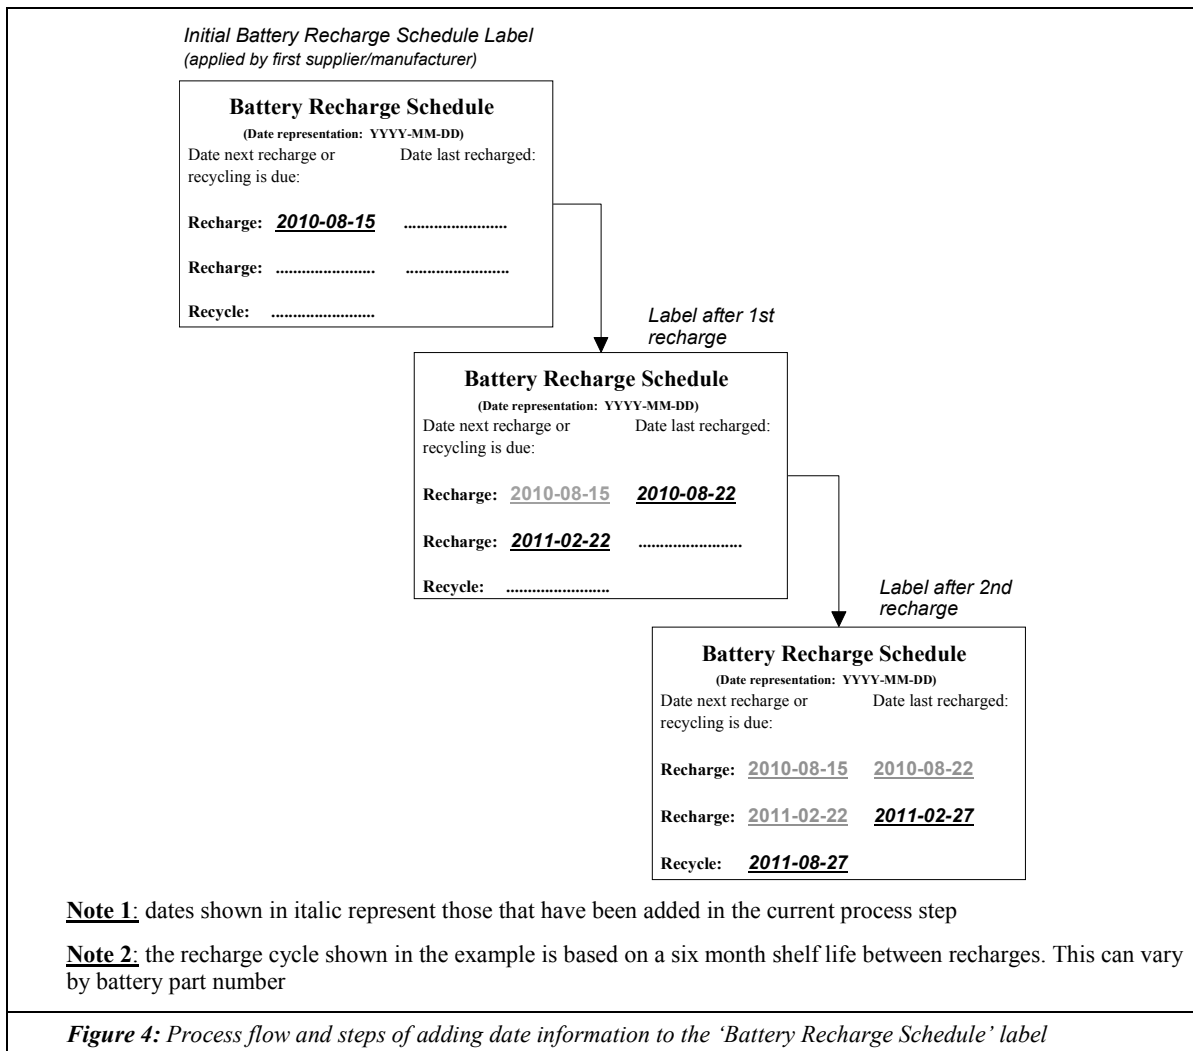 Initial Battery Recharge Schedule Label
(applied by first supplier/manufacturer)
Battery Recharge Schedule
(Date representation: YYYY-MM-DD)
Date next recharge or Date last recharged:
recycling is due:
Recharge: 2010-08-15 ........................
Recharge: ....................... ........................
Recycle: ........................
Label after 1st
recharge
Battery Recharge Schedule
(Date representation: YYYY-MM-DD)
Date next recharge or Date last recharged:
recycling is due:
Recharge: 2010-08-15 2010-08-22
Recharge: 2011-02-22 ........................
Recycle: ........................
Label after 2nd
recharge
Battery Recharge Schedule
(Date representation: YYYY-MM-DD)
Date next recharge or Date last recharged:
recycling is due:
Recharge: 2010-08-15 2010-08-22
Recharge: 2011-02-22 2011-02-27
Recycle: 2011-08-27
Note 1: dates shown in italic represent those that have been added in the current process step
Note 2: the recharge cycle shown in the example is based on a six month shelf life between recharges. This can vary
by battery part number
Figure 4: Process flow and steps of adding date information to the ‘Battery Recharge Schedule’ label